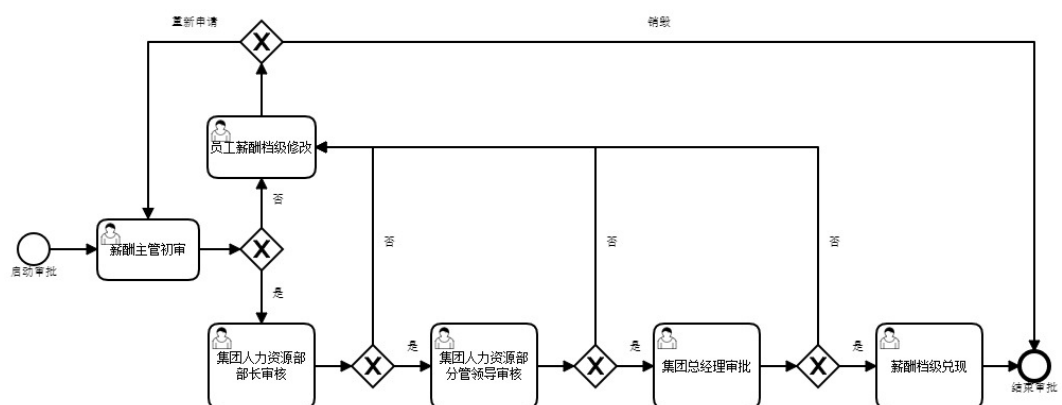 重新申请
销毁
员工薪酬档级修改
否
否
否
否
薪酬主管初审
启动审批
是
集团人力资源部
部长审核
是
集团人力资源部
分管领导审核
是
集团总经理审批
是
薪酬档级兑现
结束审批